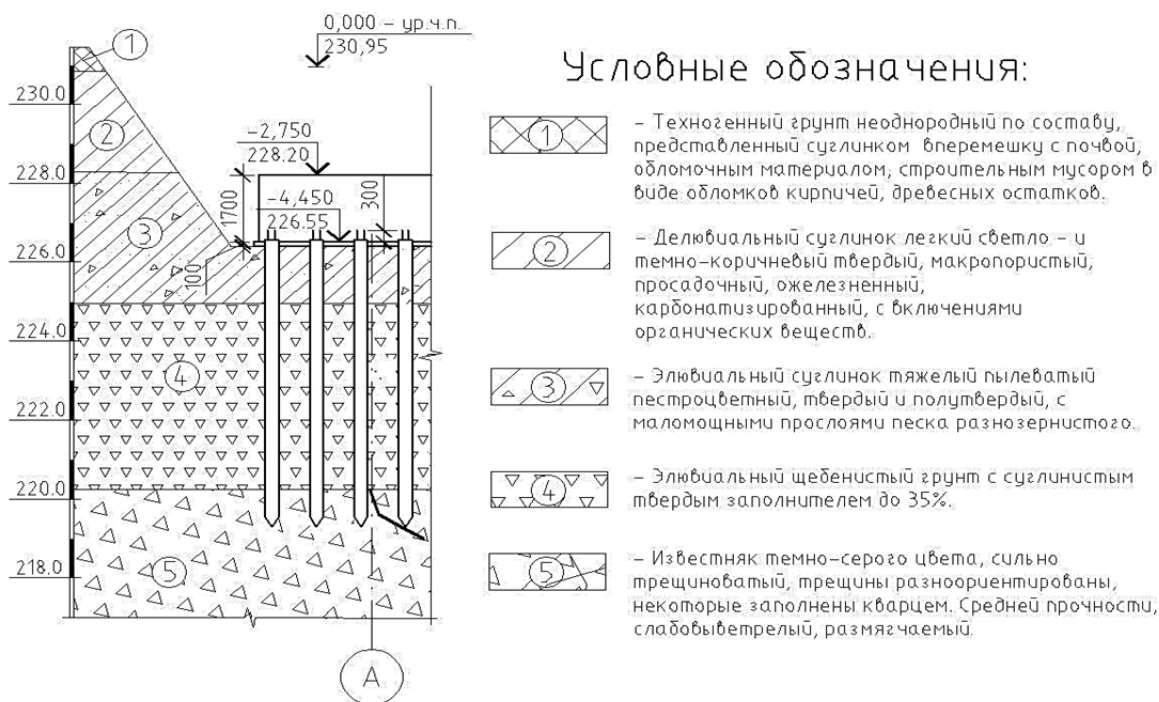 0,000 – ур.ч.п.
230,95
1
230.0
2
–2,750
228.20
228.0
1700
–4,450
226.55
300
3
226.0
100
224.0
4
222.0
220.0
5
218.0
А
Условные обозначения:
1
– Техногенный грунт неоднородный по составу,
представленный суглинком вперемешку с почвой,
обломочным материалом, строительным мусором в
виде обломков кирпичей, древесных остатков.
2
– Делювиальный суглинок легкий светло – и
темно–коричневый твердый, макропористый,
просадочный, ожелезненный,
карбонатизированный, с включениями
органических веществ.
3
– Элювиальный суглинок тяжелый пылеватый
пестроцветный, твердый и полутвердый, с
маломощными прослоями песка разнозернистого.
4
– Элювиальный щебенистый грунт с суглинистым
твердым заполнителем до 35%.
5
– Известняк темно–серого цвета, сильно
трещиноватый, трещины разноориентированы,
некоторые заполнены кварцем. Средней прочности,
слабовыветрелый, размягчаемый.